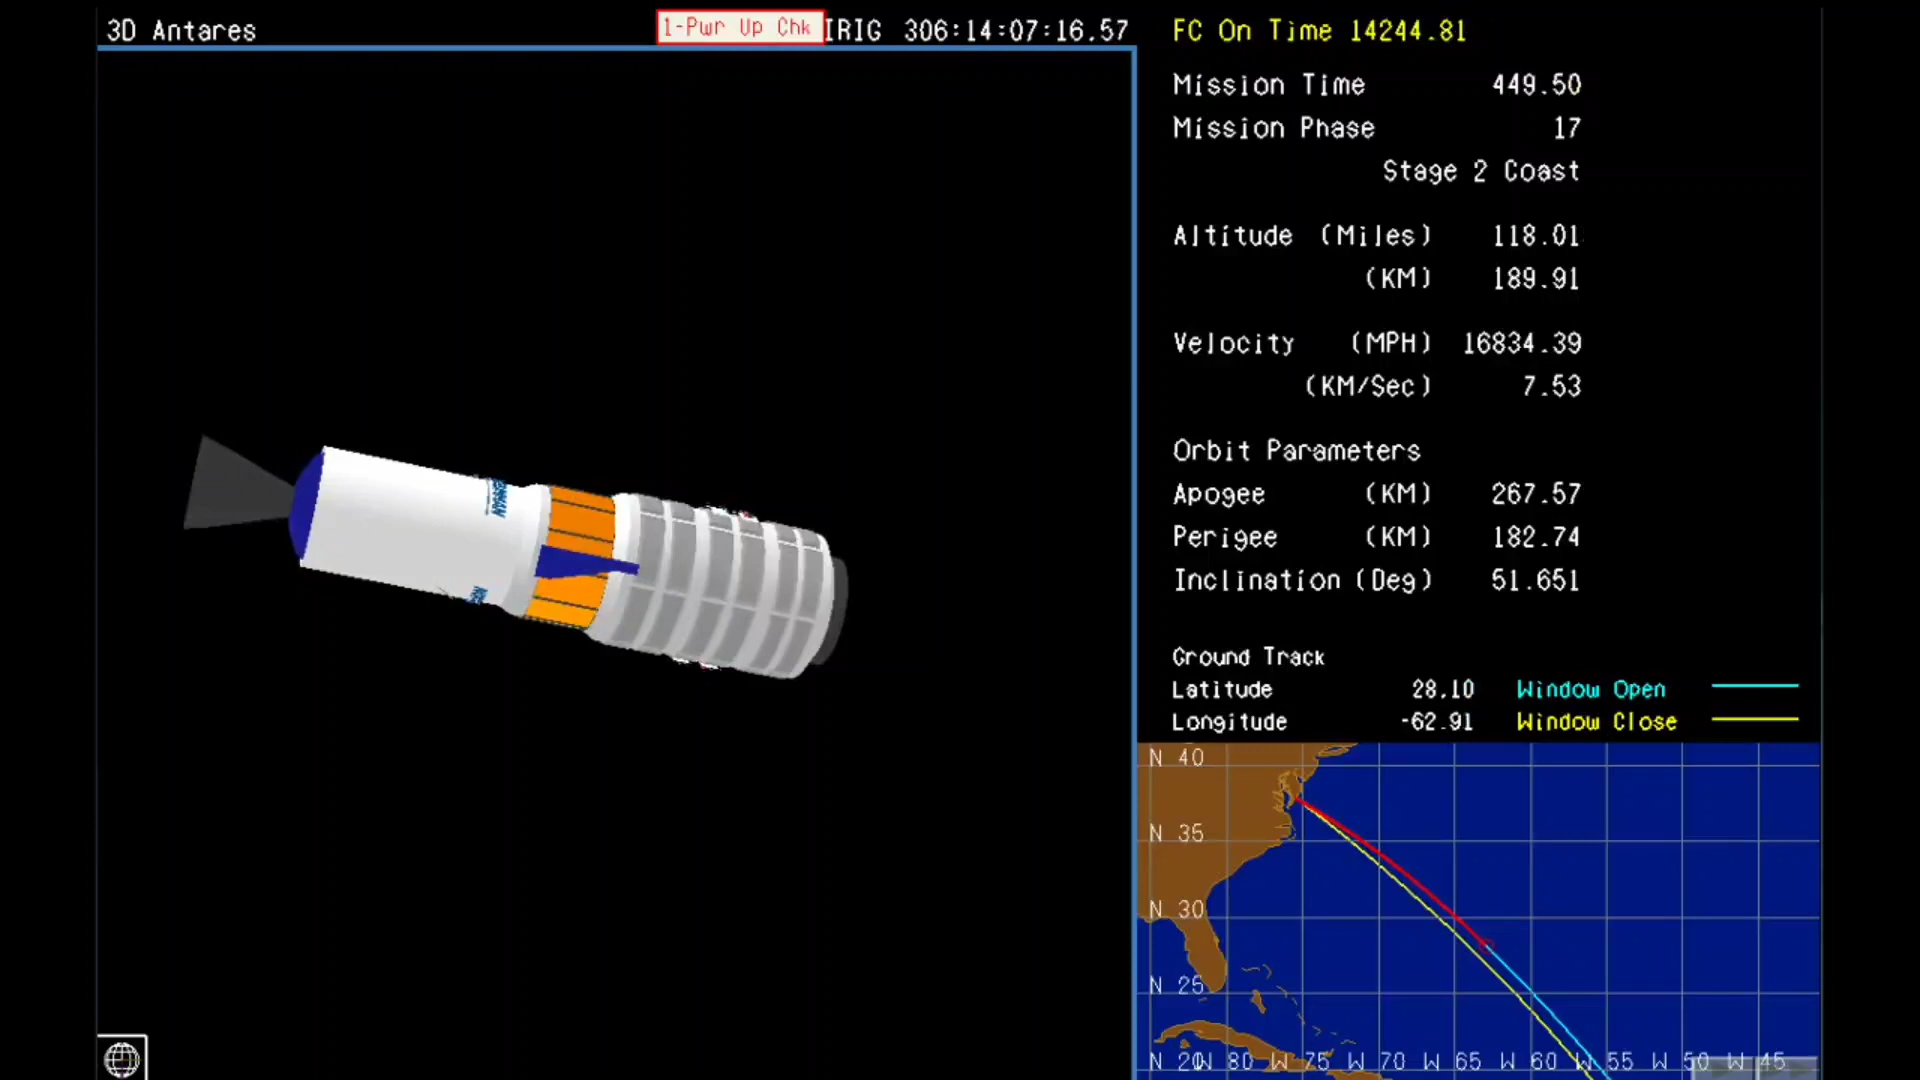 3D Antares
1-Pwr Up Chk
IRIG 306:14:07:16.57
FC On Time 14244.81
Mission Time 449.50
Mission Phase 17
Stage 2 Coast
Altitude (Miles) 118.01
(KM) 189.91
Velocity (MPH) 16834.39
(KM/Sec) 7.53
Orbit Parameters
Apogee (KM) 267.57
Perigee (KM) 182.74
Inclination (Deg) 51.651
Ground Track
Latitude 28.10 Window Open
Longitude -62.91 Window Close
N 40
N 35
N 30
N 25
N 20 W 80 W 75 W 70 W 65 W 60 W 55 W 50 W 45